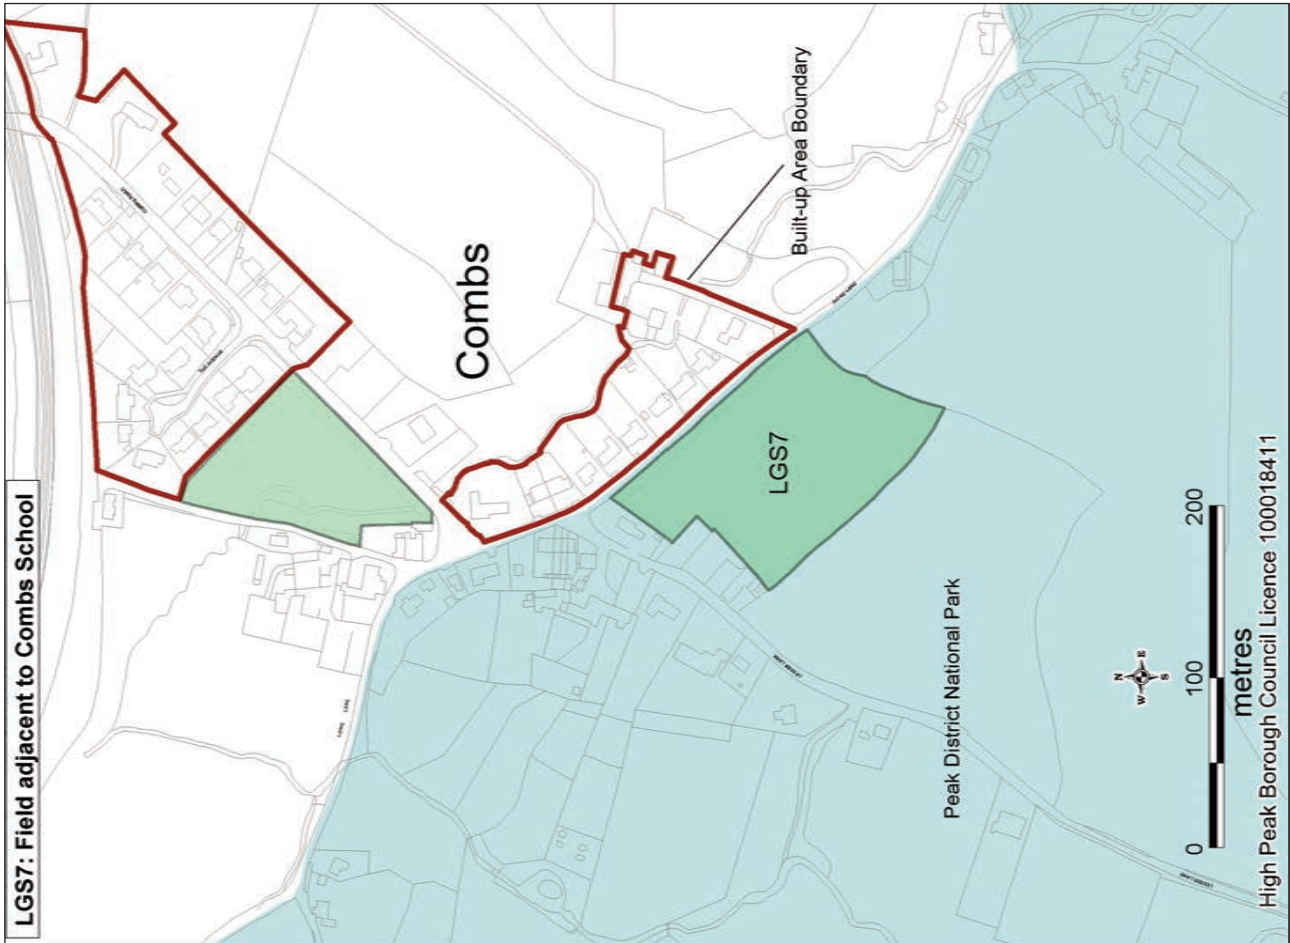 LGS7: Field adjacent to Combs School
Combs
Built-up Area Boundary
LGS7
Peak District National Park
N
E
S
W
0
100
200
metres
High Peak Borough Council Licence 100018411